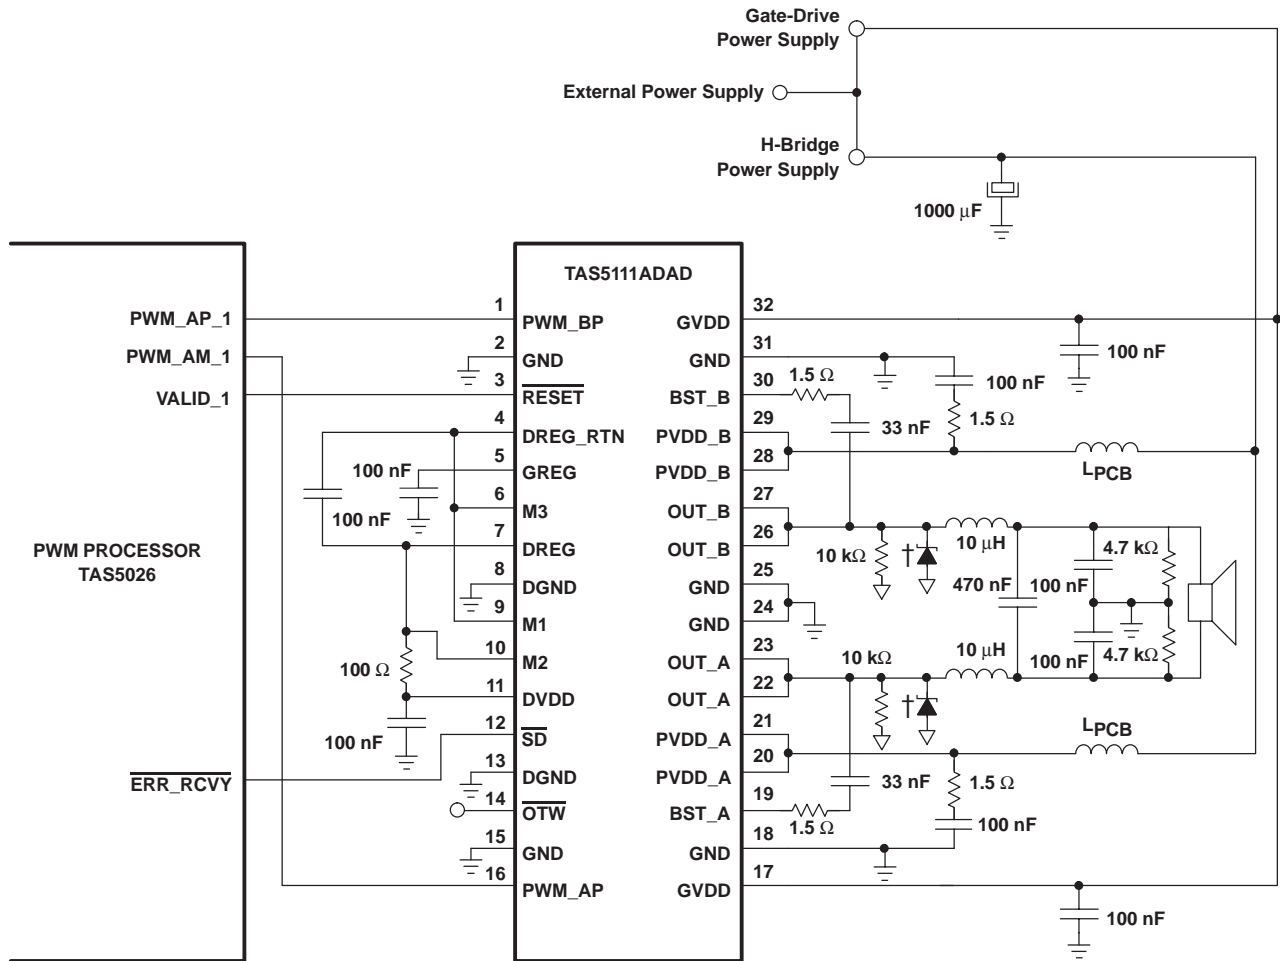 Gate-Drive
Power Supply
External Power Supply
H-Bridge
Power Supply
1000 μF
TAS5111ADAD
PWM PROCESSOR
TAS5026
PWM_AP_1
PWM_AM_1
VALID_1
ERR_RCVY
1
PWM_BP
2
GND
3
RESET
4
DREG_RTN
5
GREG
6
M3
7
DREG
8
DGND
9
M1
10
M2
11
DVDD
12
SD
13
DGND
14
OTW
15
GND
16
PWM_AP
100 nF
100 nF
100 Ω
100 nF
32
GVDD
31
GND
30
BST_B
29
PVDD_B
28
PVDD_B
27
OUT_B
26
OUT_B
25
GND
24
GND
23
OUT_A
22
OUT_A
21
PVDD_A
20
PVDD_A
19
BST_A
18
GND
17
GVDD
100 nF
1.5 Ω
100 nF
33 nF
1.5 Ω
LPCB
10 kΩ
†
10 μH
470 nF
100 nF
4.7 kΩ
10 kΩ
†
10 μH
100 nF
4.7 kΩ
LPCB
33 nF
1.5 Ω
1.5 Ω
100 nF
100 nF